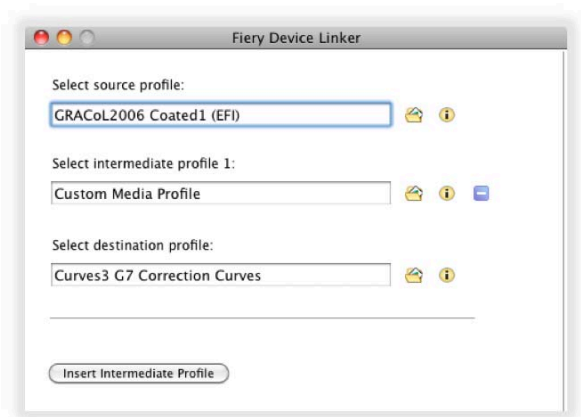 Fiery Device Linker
Select source profile:
GRACoL2006 Coated1 (EFI)
Select intermediate profile 1:
Custom Media Profile
Select destination profile:
Curves3 G7 Correction Curves
Insert Intermediate Profile